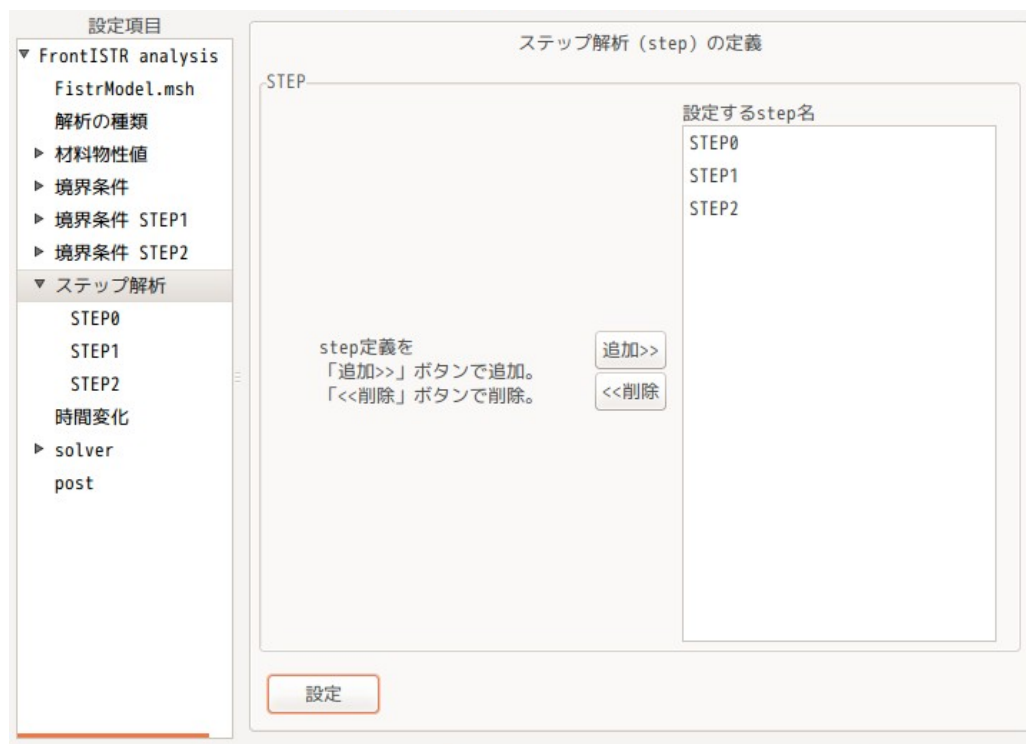 設定項目
FrontISTR analysis
FistrModel.msh
解析の種類
材料物性値
境界条件
境界条件 STEP1
境界条件 STEP2
ステップ解析
STEP0
STEP1
STEP2
時間変化
solver
post
ステップ解析 (step) の定義
STEP
step定義を
「追加>>」ボタンで追加。
「<<削除」ボタンで削除。
追加>>
<<削除
設定するstep名
STEP0
STEP1
STEP2
設定